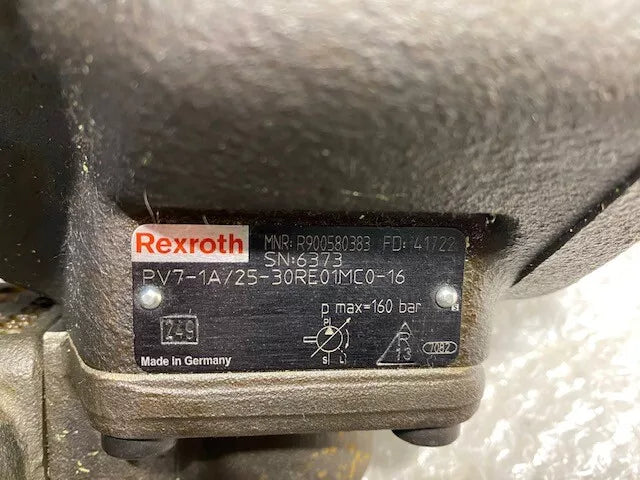 Rexroth MNR: R900580383 FD: 41722
SN:6373
PV7-1A/25-30RE01MC0-16
p max=160 bar
P
S L
R
13
7082
Made in Germany